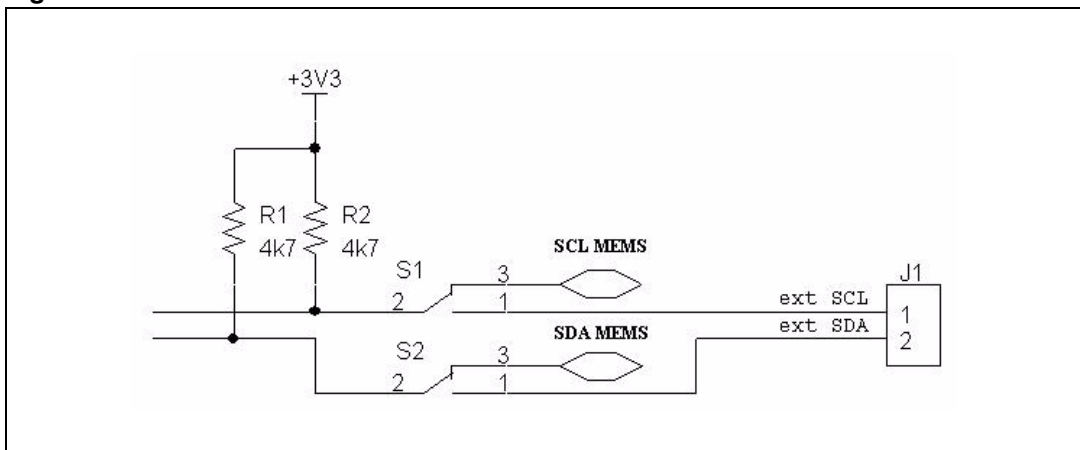 +3V3
R1
4k7
R2
4k7
SCL MEMS
S1
3
2
1
ext SCL
J1
1
ext SDA
2
SDA MEMS
S2
3
2
1